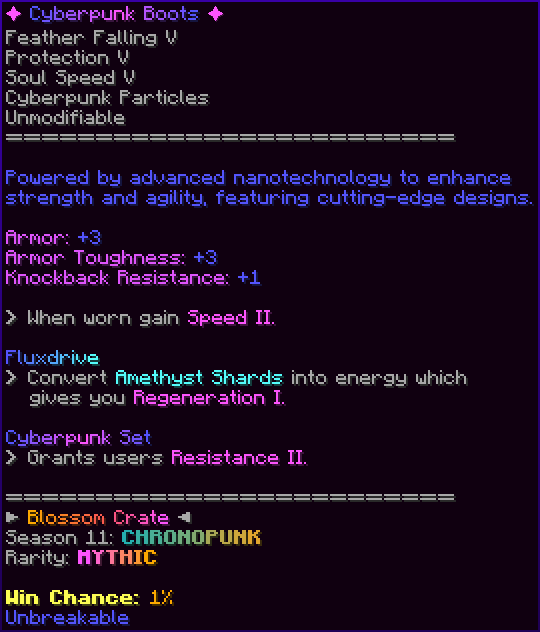 ✦ Cyberpunk Boots ✦
Feather Falling V
Protection V
Soul Speed V
Cyberpunk Particles
Unmodifiable
==========================
Powered by advanced nanotechnology to enhance
strength and agility, featuring cutting-edge designs.
Armor: +3
Armor Toughness: +3
Knockback Resistance: +1
> When worn gain Speed II.
Fluxdrive
> Convert Amethyst Shards into energy which
gives you Regeneration I.
Cyberpunk Set
> Grants users Resistance II.
==========================
► Blossom Crate ◄
Season 11: CHRONOPUNK
Rarity: MYTHIC
Win Chance: 1%
Unbreakable